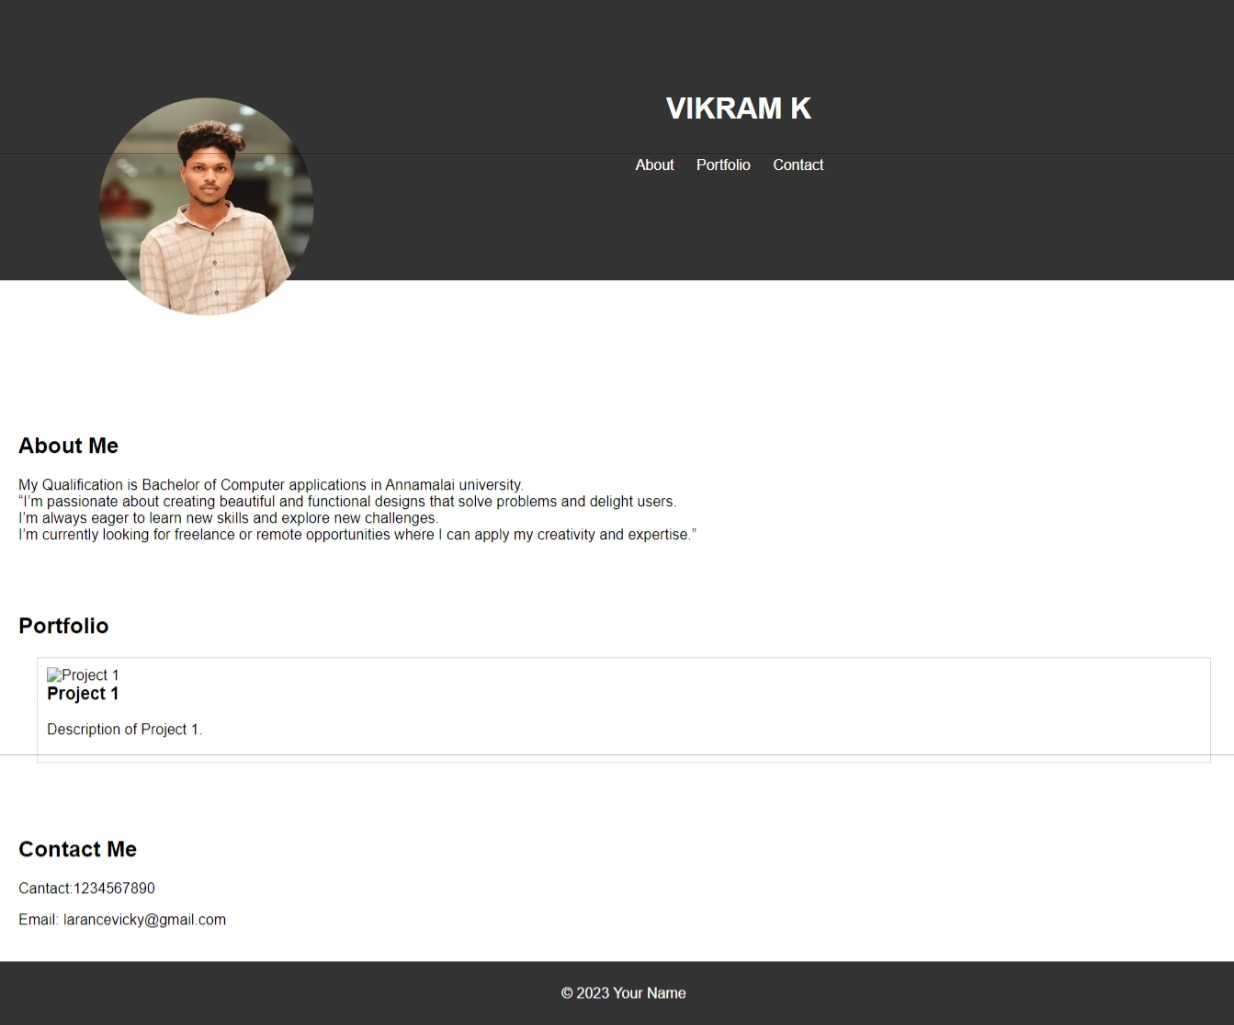 VIKRAM K
About Portfolio Contact
About Me
My Qualification is Bachelor of Computer applications in Annamalai university.
“I’m passionate about creating beautiful and functional designs that solve problems and delight users.
I’m always eager to learn new skills and explore new challenges.
I’m currently looking for freelance or remote opportunities where I can apply my creativity and expertise.”
Portfolio
Project 1
Project 1
Description of Project 1.
Contact Me
Cantact:1234567890
Email: larancevicky@gmail.com
© 2023 Your Name